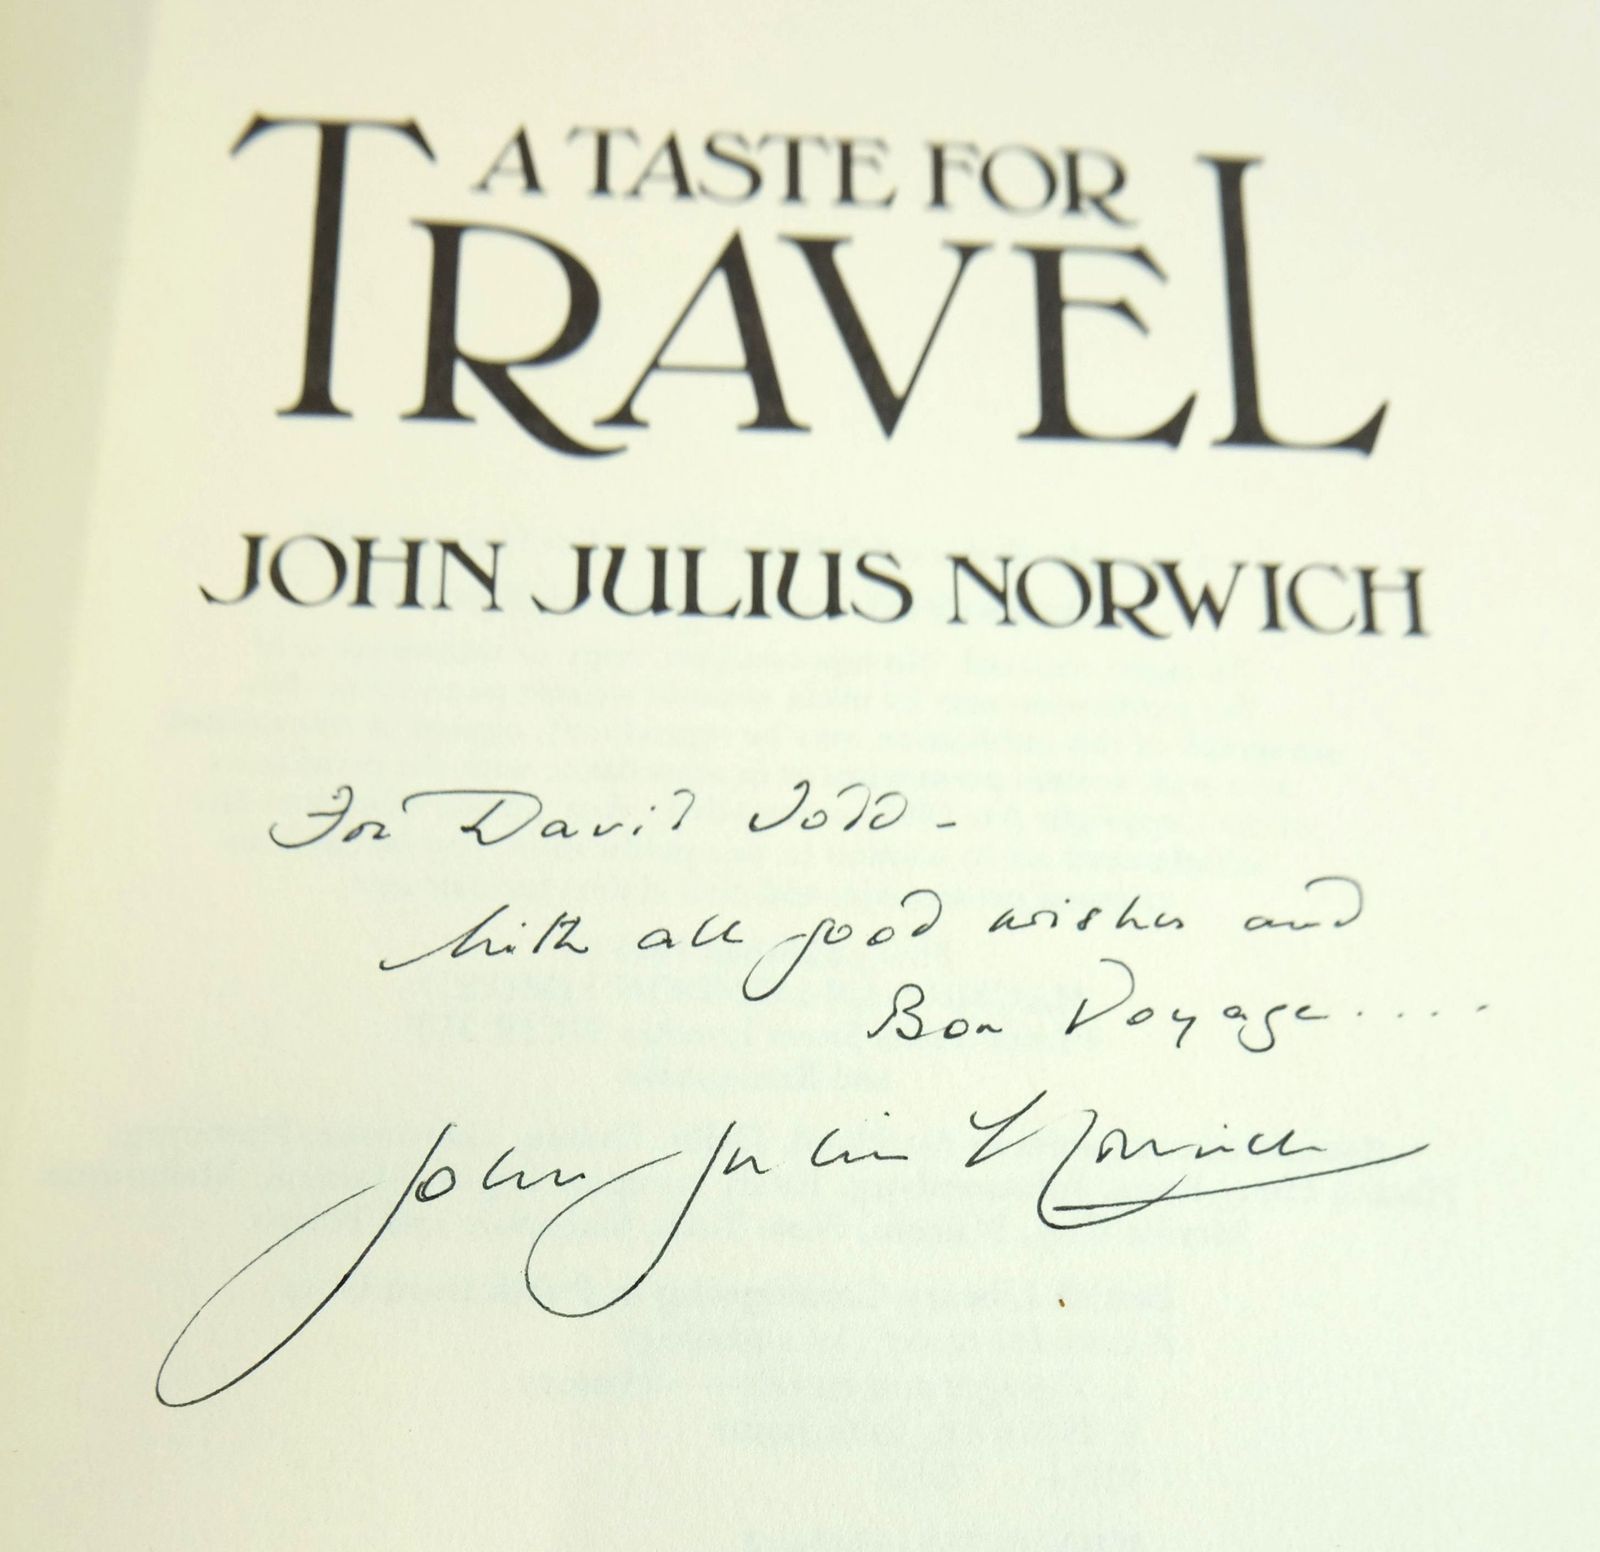 A TASTE FOR
TRAVEL
JOHN JULIUS NORWICH
For David Todd -
with all good wishes and
Bon Voyage.....
John Julius Norwich